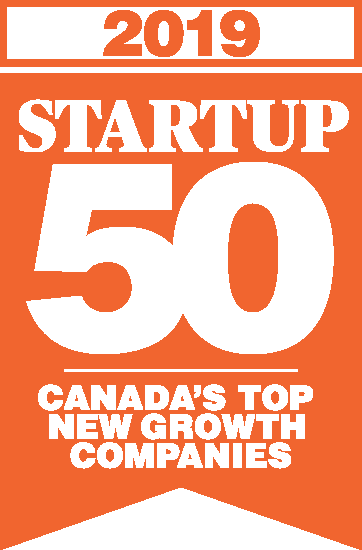 2019
STARTUP
50
CANADA'S TOP
NEW GROWTH
COMPANIES